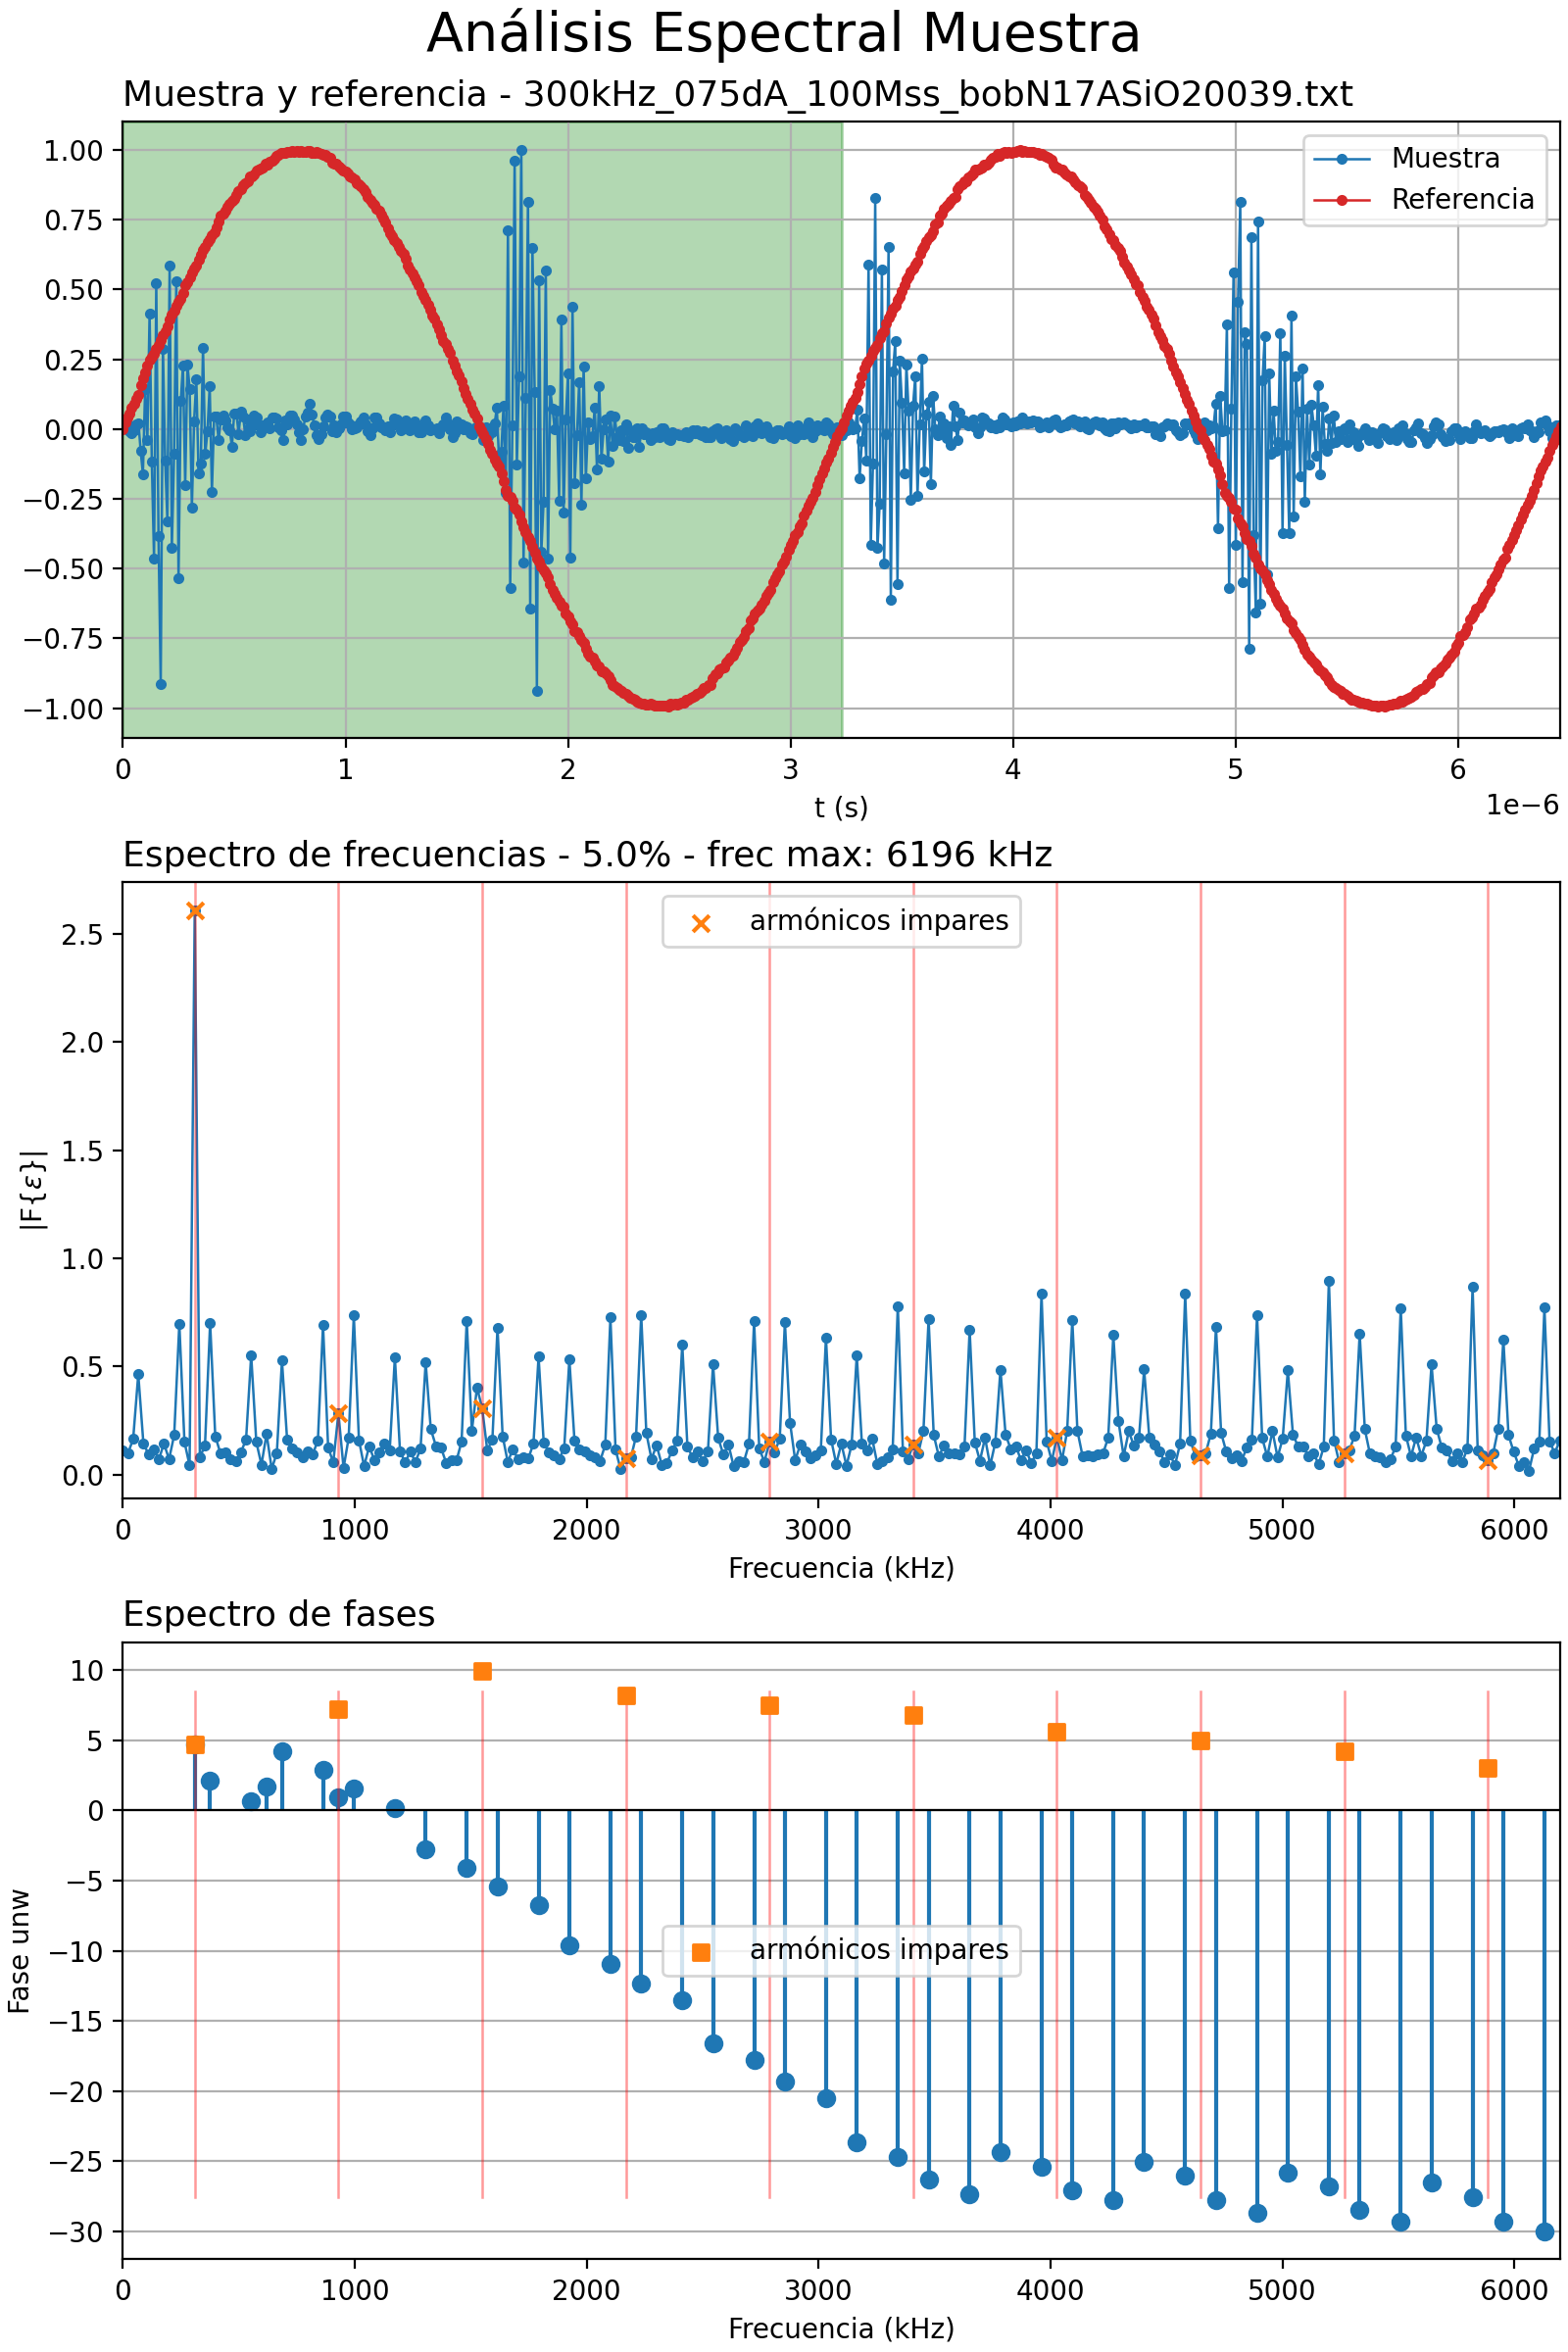 Análisis Espectral Muestra
Muestra y referencia - 300kHz_075dA_100Mss_bobN17ASiO20039.txt
1.00
0.75
0.50
0.25
0.00
−0.25
−0.50
−0.75
−1.00
Muestra
Referencia
0 1 2 3 4 5 6
t (s)
1e−6
Espectro de frecuencias - 5.0% - frec max: 6196 kHz
|F{ε}|
2.5
2.0
1.5
1.0
0.5
0.0
armónicos impares
0 1000 2000 3000 4000 5000 6000
Frecuencia (kHz)
Espectro de fases
Fase unw
10
5
0
−5
−10
−15
−20
−25
−30
armónicos impares
0 1000 2000 3000 4000 5000 6000
Frecuencia (kHz)